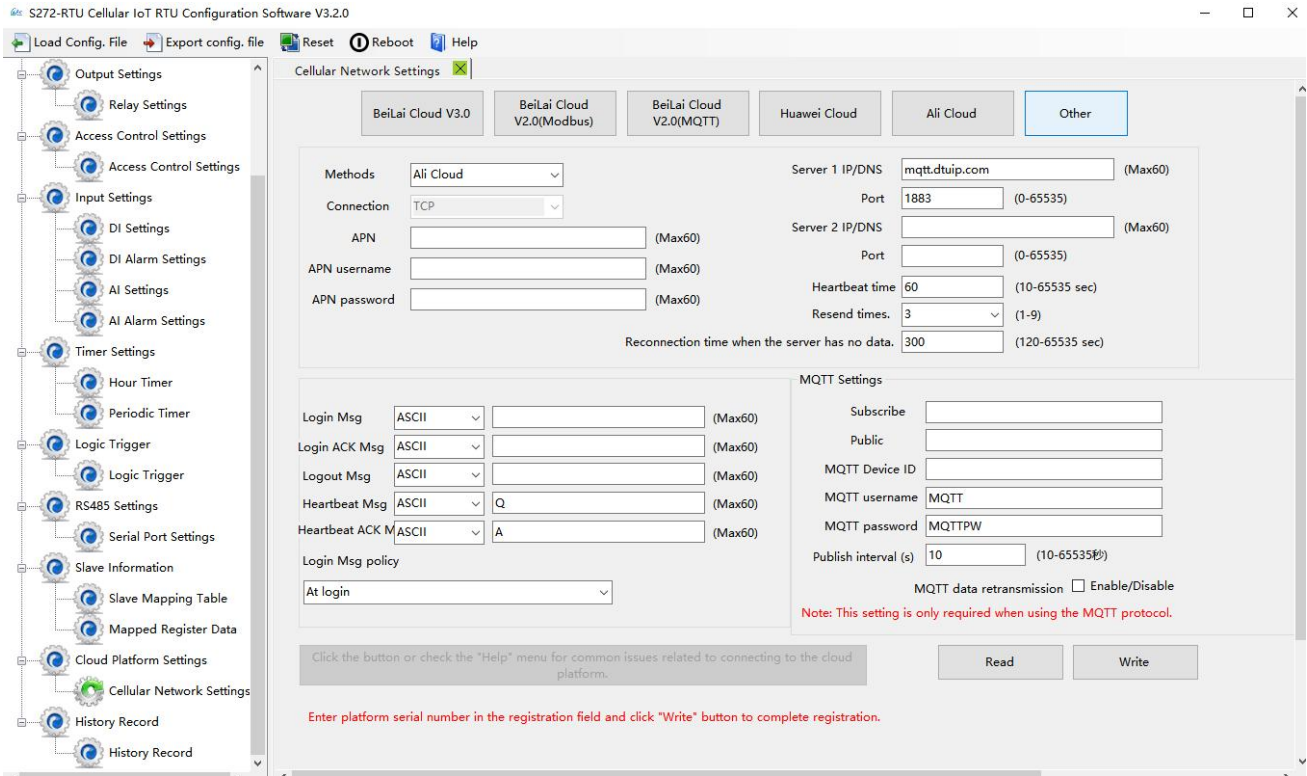 S272-RTU Cellular IoT RTU Configuration Software V3.2.0
Load Config. File Export config. file Reset Reboot Help
Output Settings
Relay Settings
Access Control Settings
Access Control Settings
Input Settings
DI Settings
DI Alarm Settings
AI Settings
AI Alarm Settings
Timer Settings
Hour Timer
Periodic Timer
Logic Trigger
Logic Trigger
RS485 Settings
Serial Port Settings
Slave Information
Slave Mapping Table
Mapped Register Data
Cloud Platform Settings
Cellular Network Settings
History Record
History Record
Cellular Network Settings
BeiLai Cloud V3.0
BeiLai Cloud
V2.0(Modbus)
BeiLai Cloud
V2.0(MQTT)
Huawei Cloud
Ali Cloud
Other
Methods Ali Cloud
Connection TCP
APN (Max60)
APN username (Max60)
APN password (Max60)
Server 1 IP/DNS mqtt.dtuip.com (Max60)
Port 1883 (0-65535)
Server 2 IP/DNS (Max60)
Port (0-65535)
Heartbeat time 60 (10-65535 sec)
Resend times. 3 (1-9)
Reconnection time when the server has no data. 300 (120-65535 sec)
Login Msg ASCII (Max60)
Login ACK Msg ASCII (Max60)
Logout Msg ASCII (Max60)
Heartbeat Msg ASCII Q (Max60)
Heartbeat ACK M ASCII A (Max60)
Login Msg policy
At login
MQTT Settings
Subscribe
Public
MQTT Device ID
MQTT username MQTT
MQTT password MQTTPW
Publish interval (s) 10 (10-65535秒)
MQTT data retransmission Enable/Disable
Note: This setting is only required when using the MQTT protocol.
Click the button or check the "Help" menu for common issues related to connecting to the cloud
platform.
Read
Write
Enter platform serial number in the registration field and click "Write" button to complete registration.